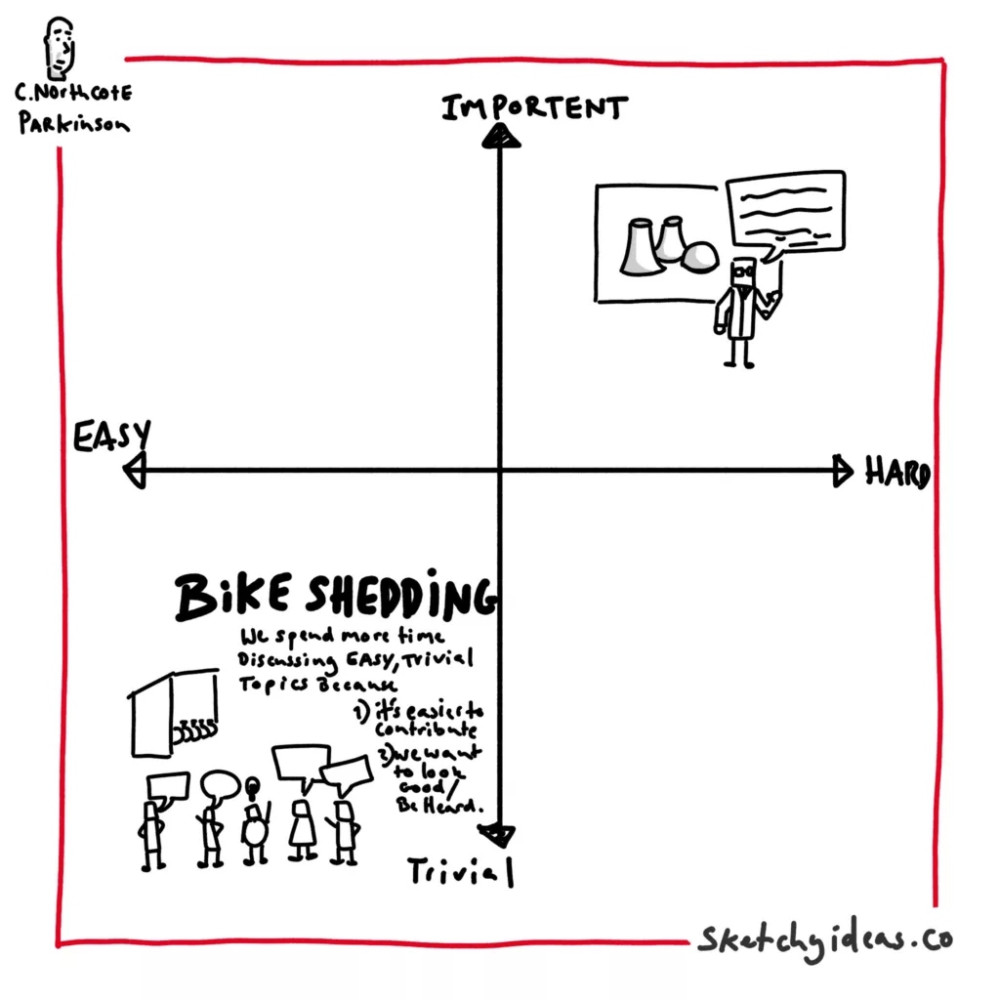 C.NorthcotE
PARkinson
IMPORTENT
EASY
HARD
BiKE SHEDDiNG
We spend more time
Discussing EASY, Trivial
Topics Because
1) it's easier to
contribute
2) we want
to look
Good/
Be Heard.
Trivial
Sketchyideas.co